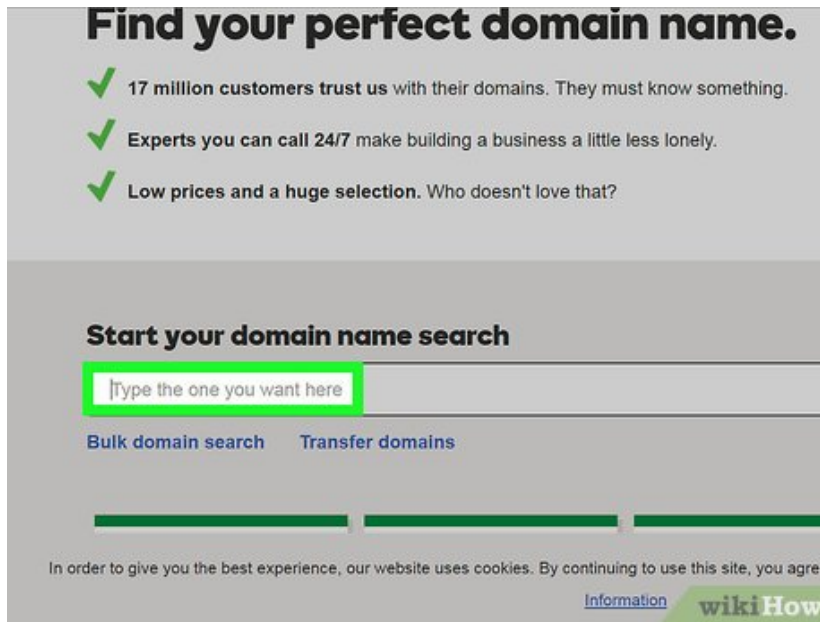 Find your perfect domain name.
17 million customers trust us with their domains. They must know something.
Experts you can call 24/7 make building a business a little less lonely.
Low prices and a huge selection. Who doesn't love that?
Start your domain name search
Type the one you want here
Bulk domain search Transfer domains
In order to give you the best experience, our website uses cookies. By continuing to use this site, you agre
Information
wikiHow